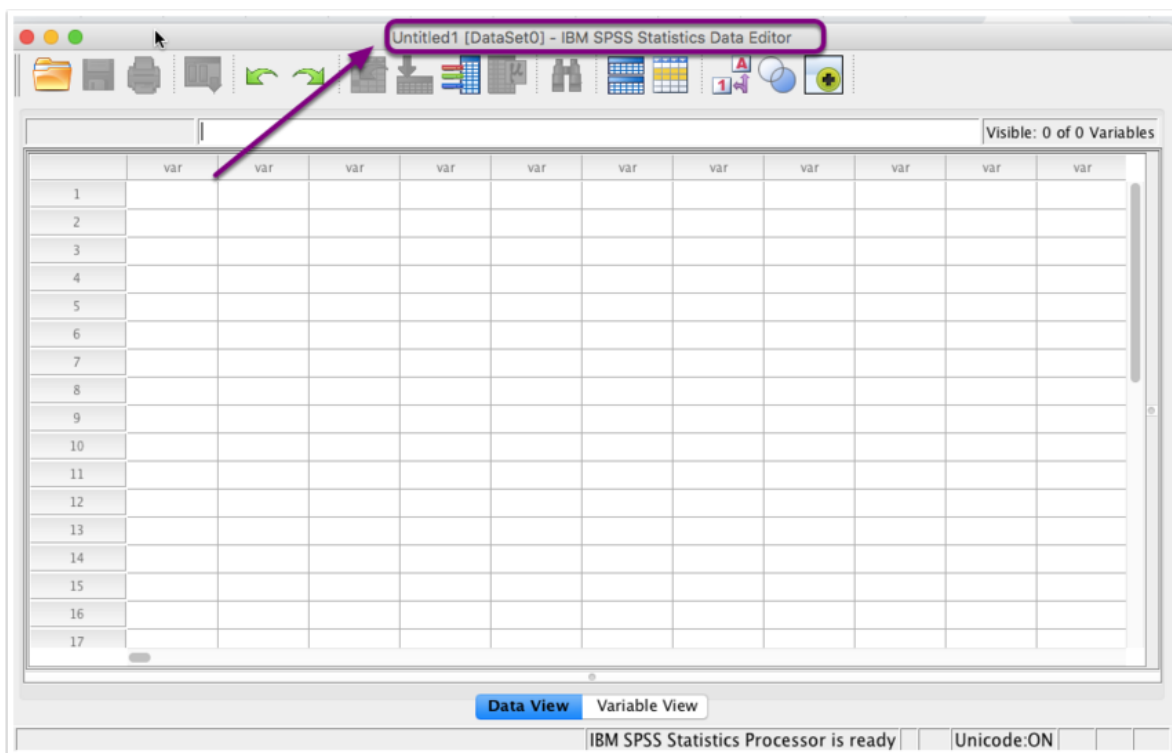 Untitled1 [DataSet0] - IBM SPSS Statistics Data Editor
1 A
Visible: 0 of 0 Variables
var var var var var var var var var var var
1
2
3
4
5
6
7
8
9
10
11
12
13
14
15
16
17
Data View Variable View
IBM SPSS Statistics Processor is ready Unicode:ON